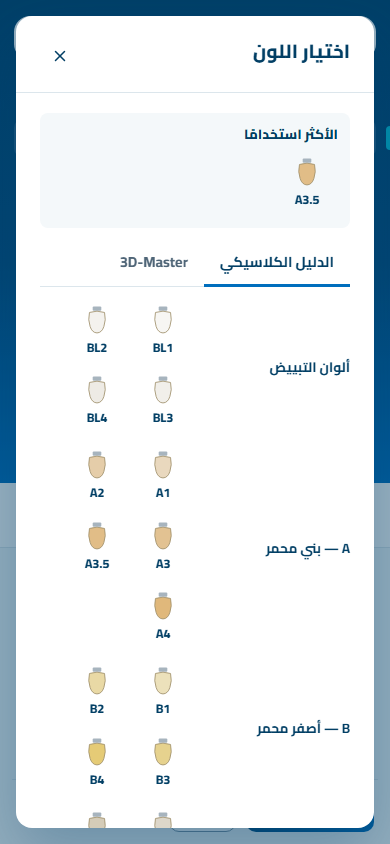 اختيار اللون
×
الأكثر استخدامًا
A3.5
الدليل الكلاسيكي
3D-Master
ألوان التبييض
BL1 BL2
BL3 BL4
A — بني محمر
A1 A2
A3 A3.5
A4
B — أصفر محمر
B1 B2
B3 B4